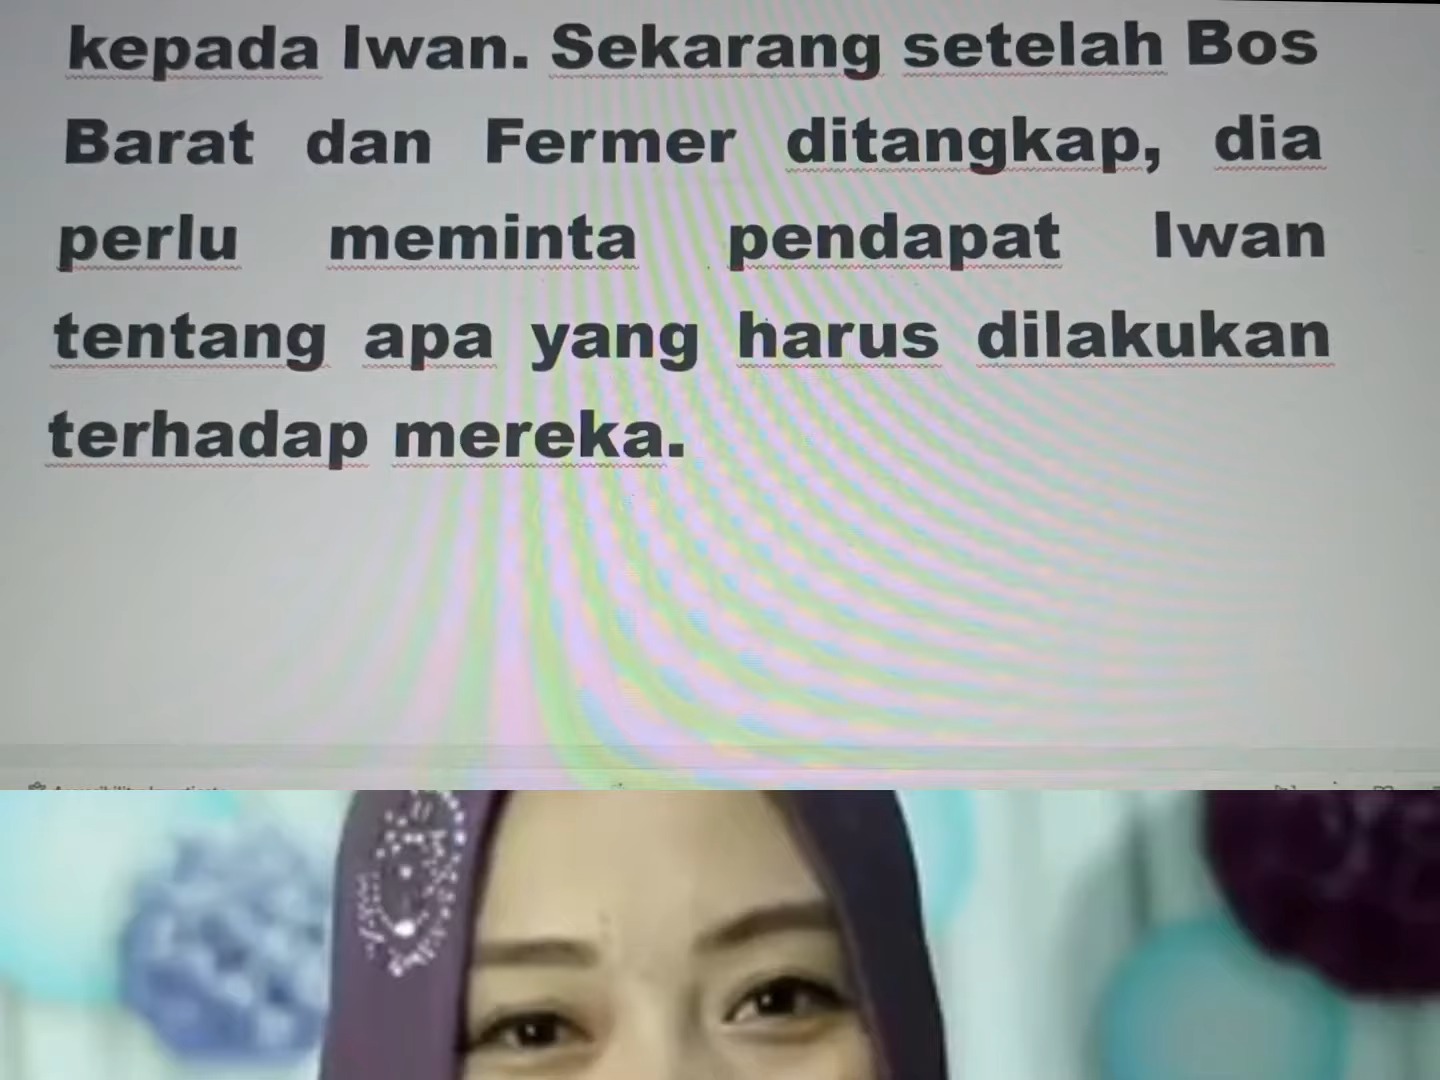 kepada Iwan. Sekarang setelah Bos
Barat dan Fermer ditangkap, dia
perlu meminta pendapat Iwan
tentang apa yang harus dilakukan
terhadap mereka.